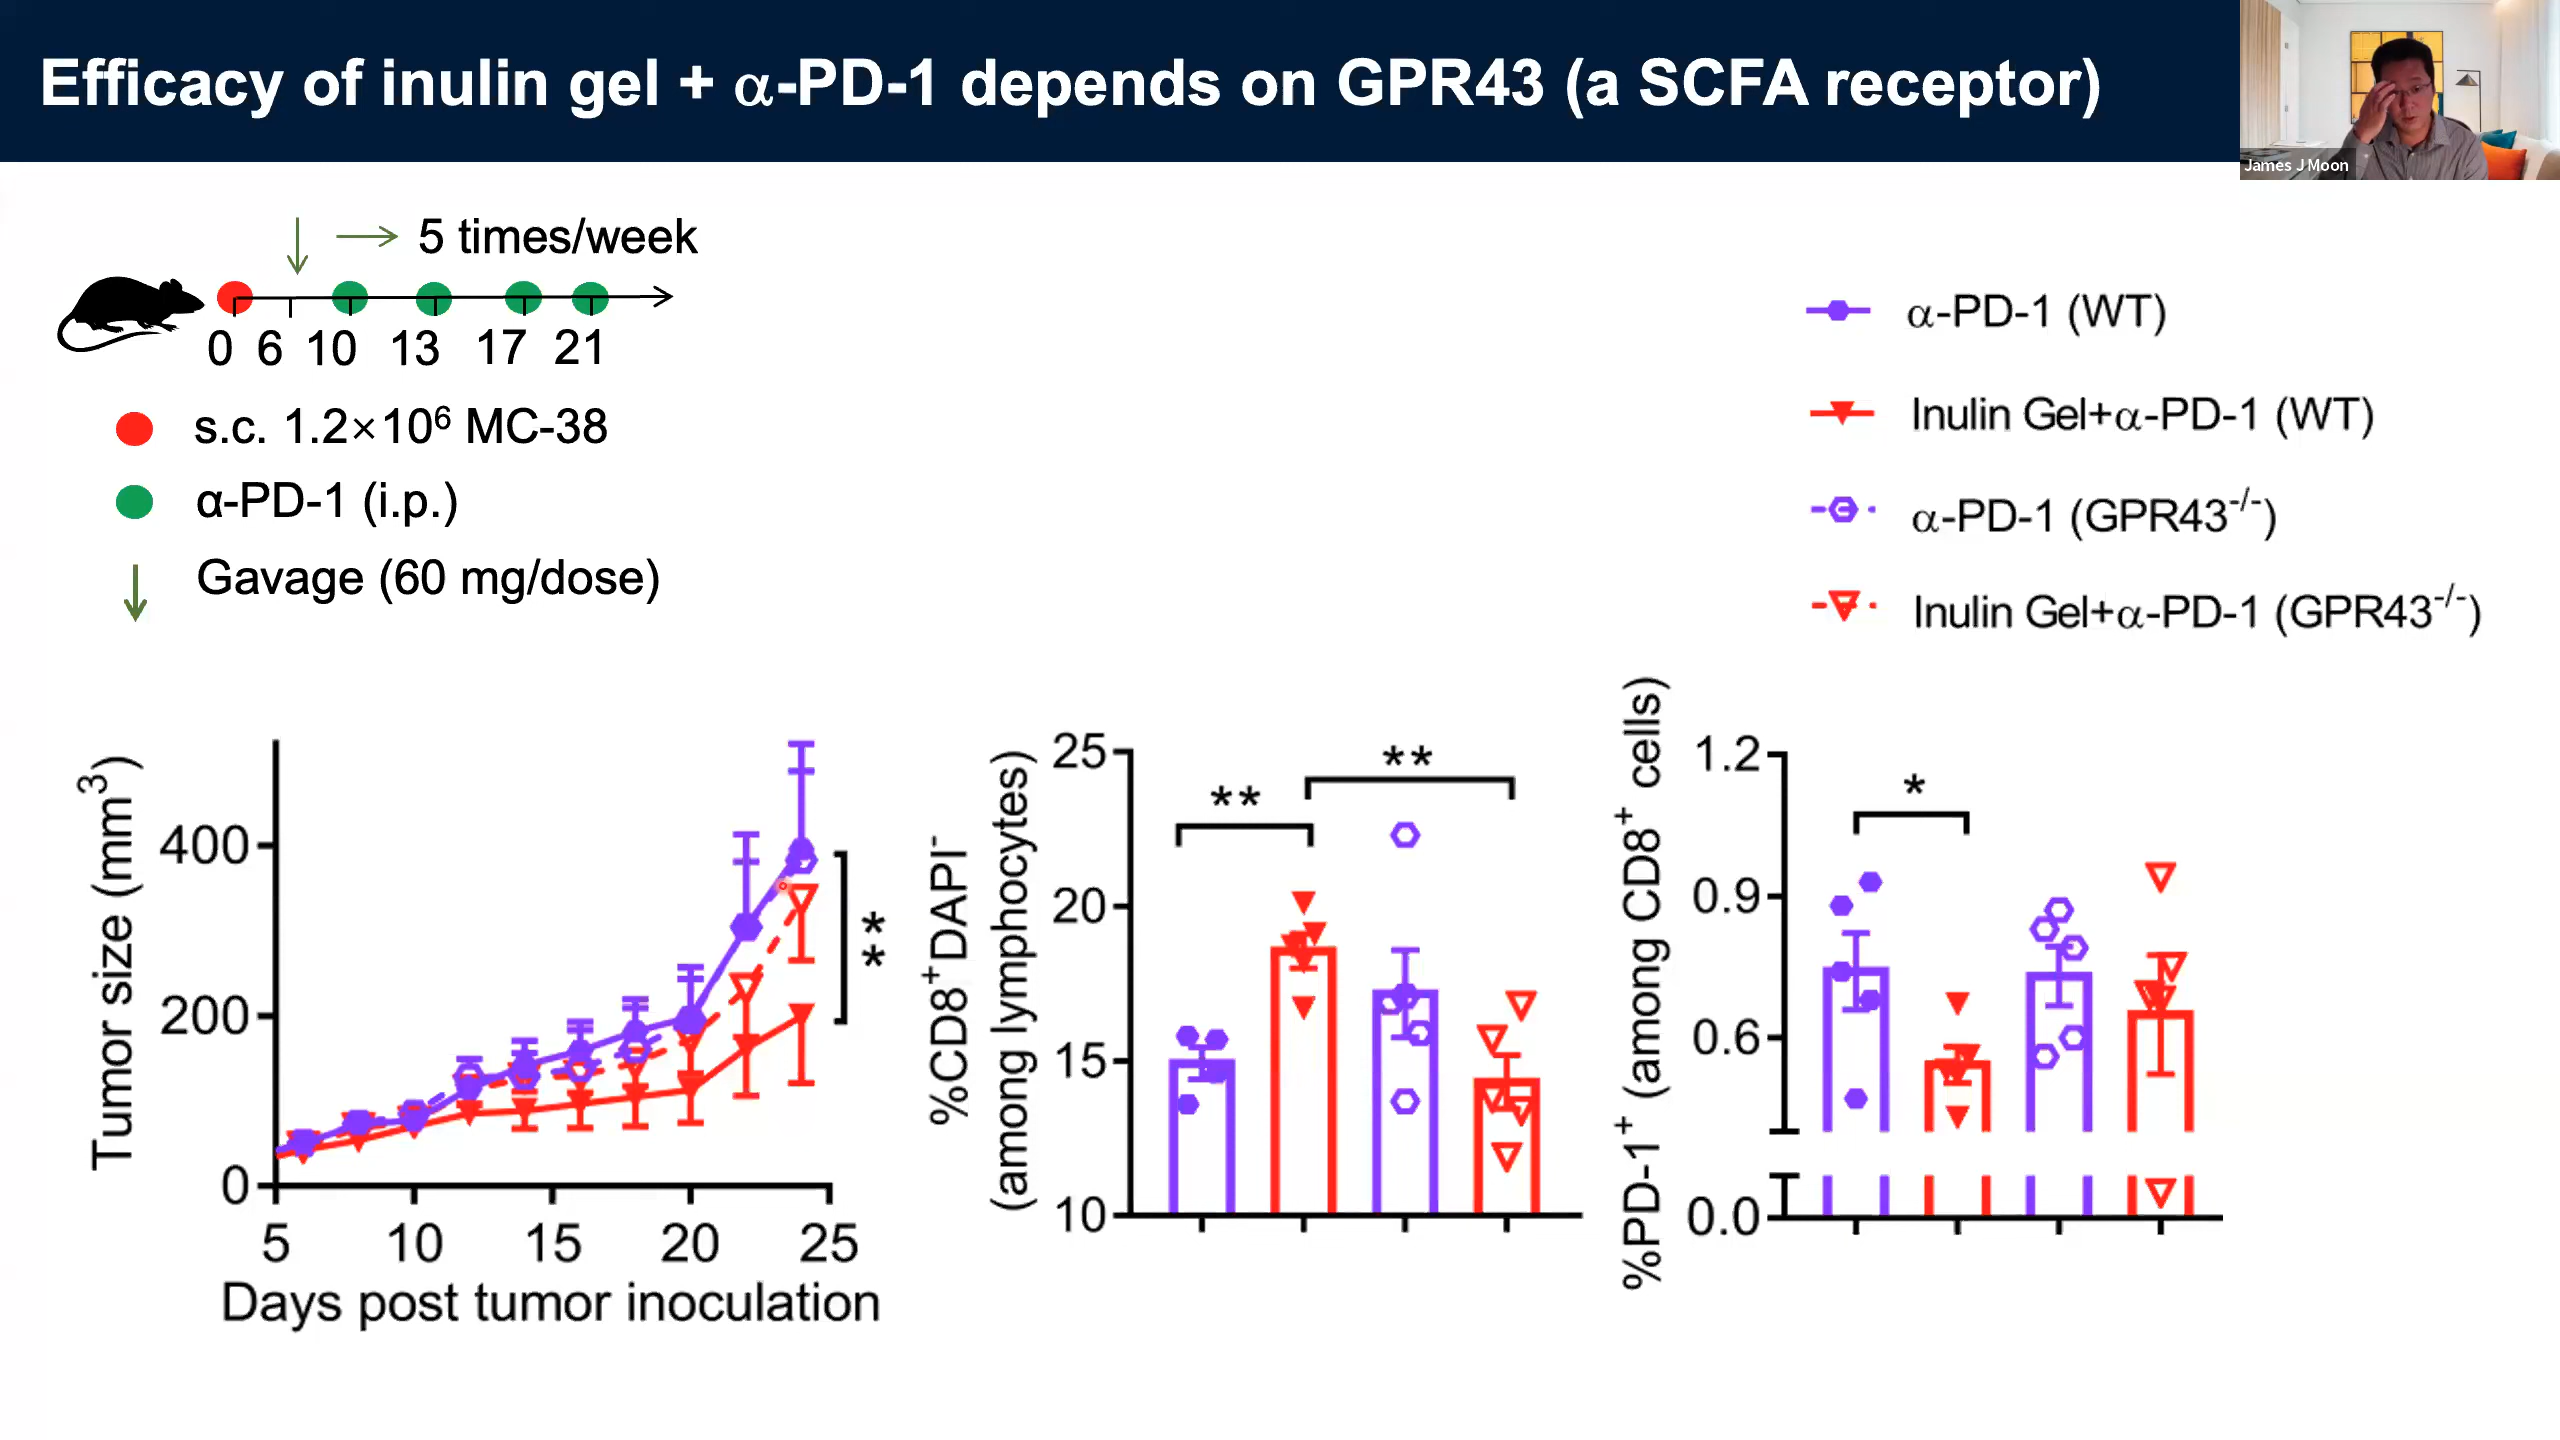 Efficacy of inulin gel + α-PD-1 depends on GPR43 (a SCFA receptor)
James J Moon
5 times/week
0 6 10 13 17 21
s.c. 1.2×10⁶ MC-38
α-PD-1 (i.p.)
Gavage (60 mg/dose)
α-PD-1 (WT)
Inulin Gel+α-PD-1 (WT)
α-PD-1 (GPR43⁻/⁻)
Inulin Gel+α-PD-1 (GPR43⁻/⁻)
Tumor size (mm³)
400
200
0
5 10 15 20 25
Days post tumor inoculation
**
%CD8⁺DAPI⁻
(among lymphocytes)
25
20
15
10
**
**
%PD-1⁺ (among CD8⁺ cells)
1.2
0.9
0.6
0.0
*